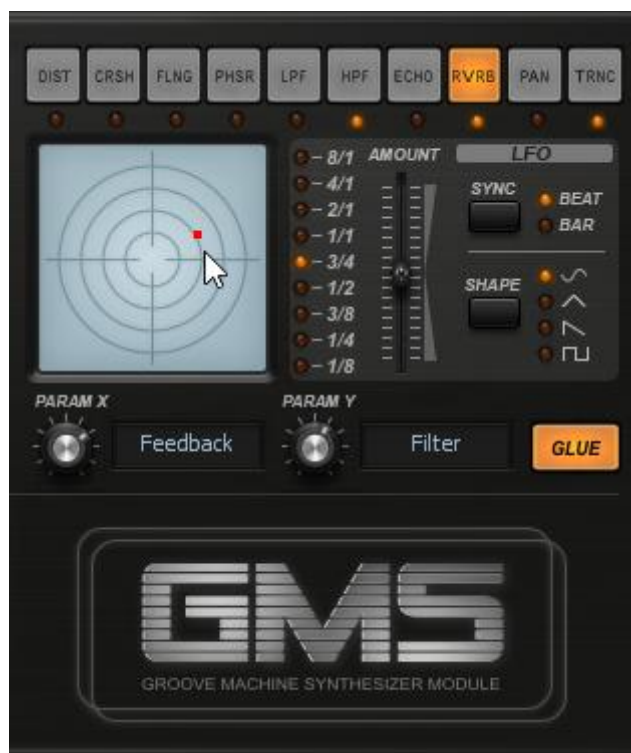 DIST CRSH FLNG PHSR LPF HPF ECHO RVRB PAN TRNC
8/1 AMOUNT LFO
4/1 SYNC BEAT
2/1 BAR
1/1
3/4
1/2 SHAPE
3/8
1/4
1/8
PARAM X PARAM Y
Feedback Filter GLUE
GMS
GROOVE MACHINE SYNTHESIZER MODULE